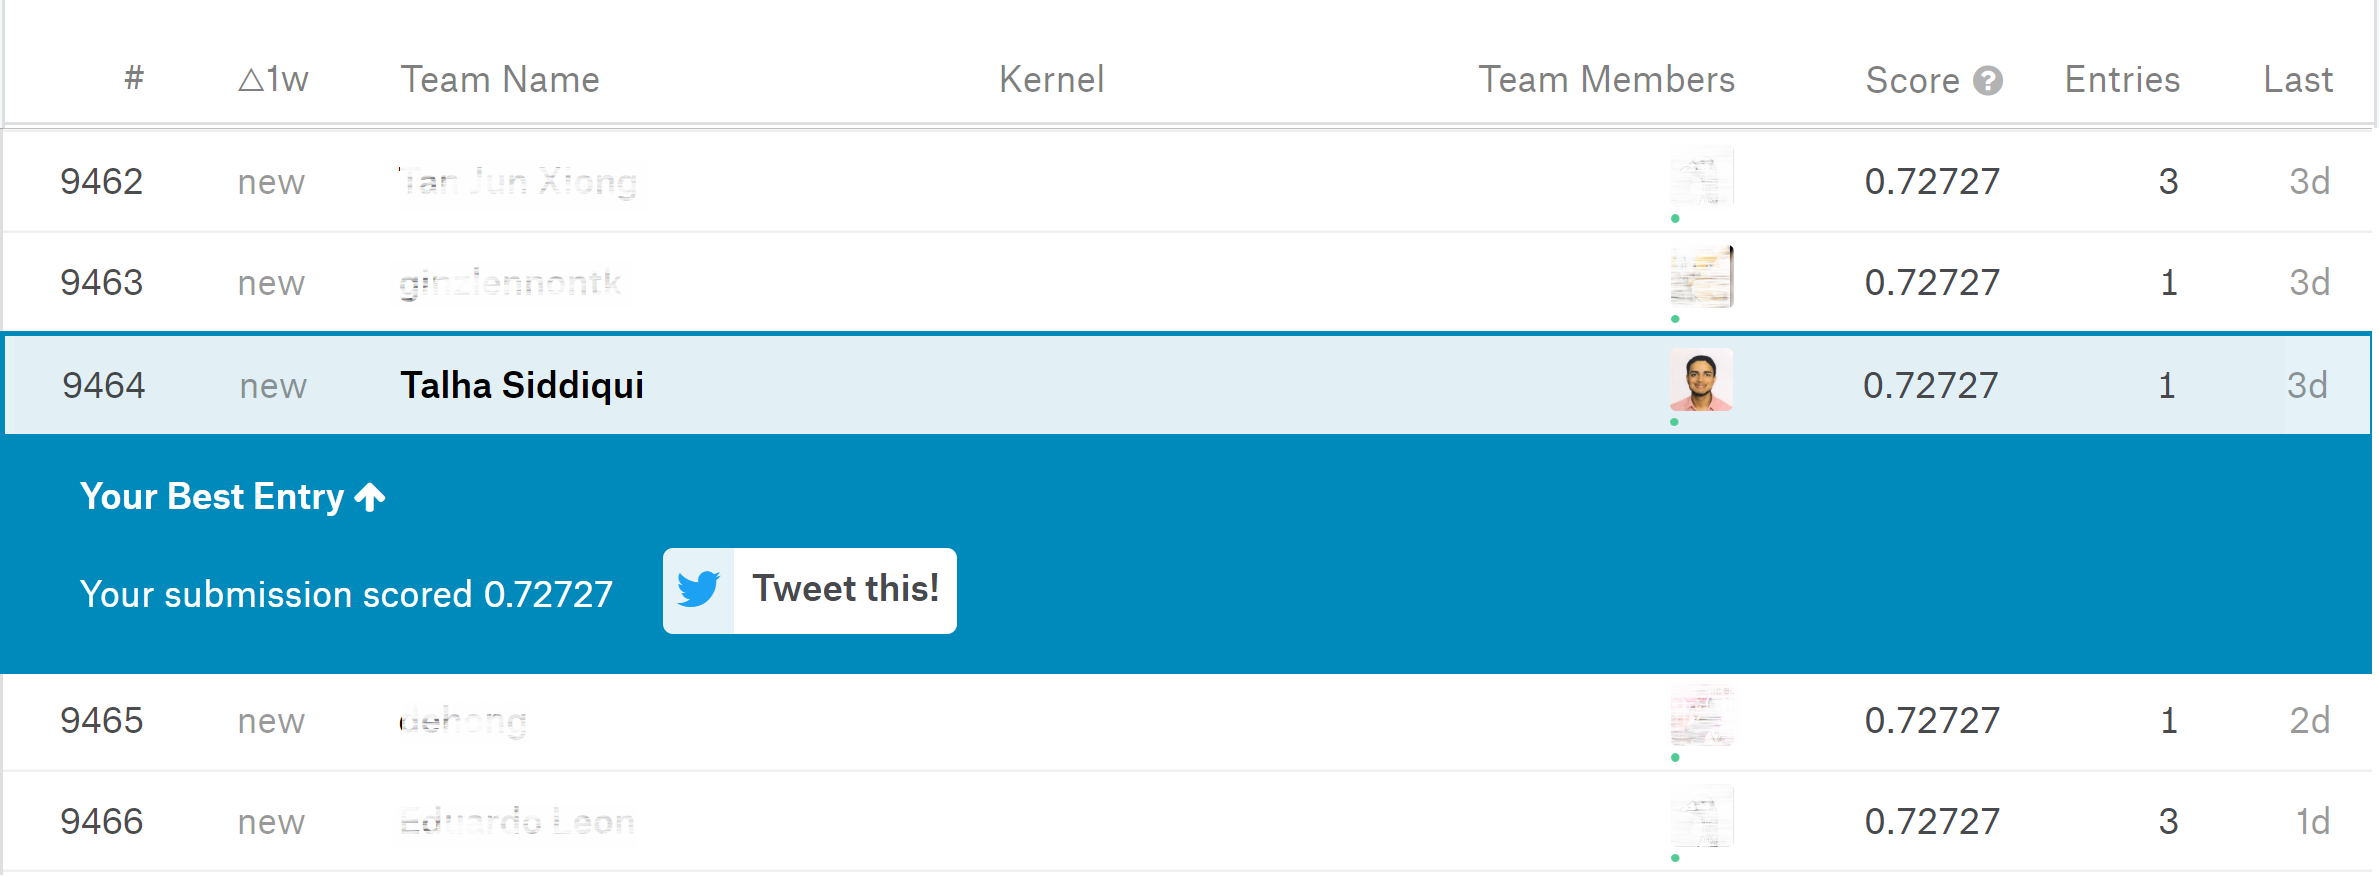 # △1w Team Name Kernel Team Members Score ? Entries Last
9462 new Tan Jun Xiong 0.72727 3 3d
9463 new ginzlennontk 0.72727 1 3d
9464 new Talha Siddiqui 0.72727 1 3d
Your Best Entry
Your submission scored 0.72727 Tweet this!
9465 new dehong 0.72727 1 2d
9466 new Eduardo Leon 0.72727 3 1d